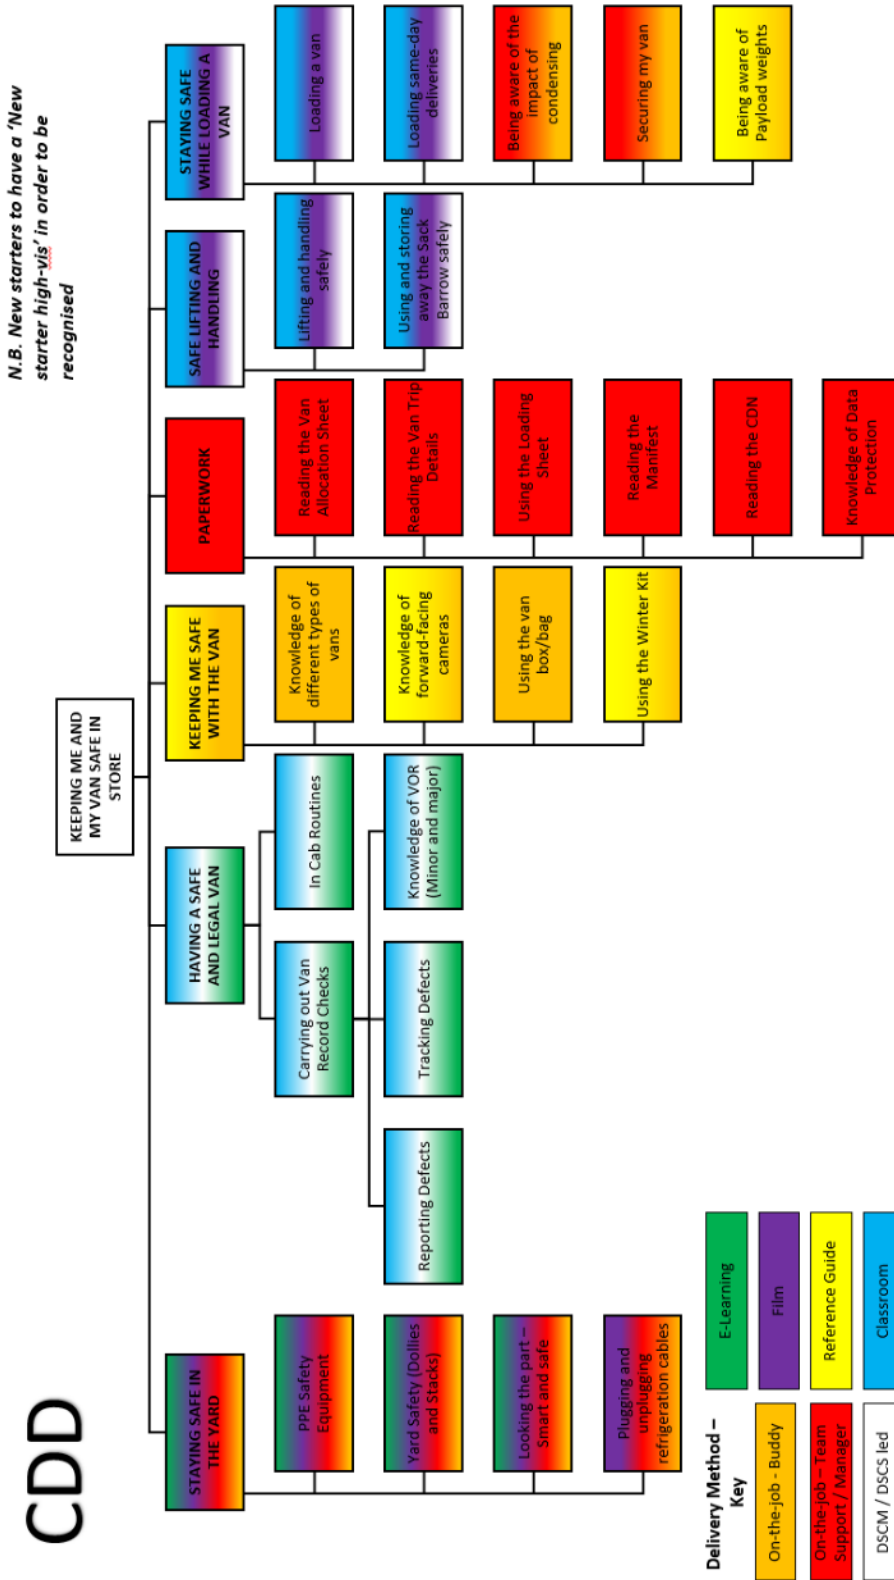 CDD
N.B. New starters to have a ‘New
starter high-vis’ in order to be
recognised
KEEPING ME AND
MY VAN SAFE IN
STORE
STAYING SAFE IN
THE YARD
PPE Safety
Equipment
Yard Safety (Dollies
and Stacks)
Looking the part –
Smart and safe
Plugging and
unplugging
refrigeration cables
HAVING A SAFE
AND LEGAL VAN
Carrying out Van
Record Checks
In Cab Routines
Reporting Defects
Tracking Defects
Knowledge of VOR
(Minor and major)
KEEPING ME SAFE
WITH THE VAN
Knowledge of
different types of
vans
Knowledge of
forward-facing
cameras
Using the van
box/bag
Using the Winter Kit
PAPERWORK
Reading the Van
Allocation Sheet
Reading the Van Trip
Details
Using the Loading
Sheet
Reading the
Manifest
Reading the CDN
Knowledge of Data
Protection
SAFE LIFTING AND
HANDLING
Lifting and handling
safely
Using and storing
away the Sack
Barrow safely
STAYING SAFE
WHILE LOADING A
VAN
Loading a van
Loading same-day
deliveries
Being aware of the
impact of
condensing
Securing my van
Being aware of
Payload weights
Delivery Method –
Key
On-the-job - Buddy
On-the-job – Team
Support / Manager
DSCM / DSCS led
E-Learning
Film
Reference Guide
Classroom